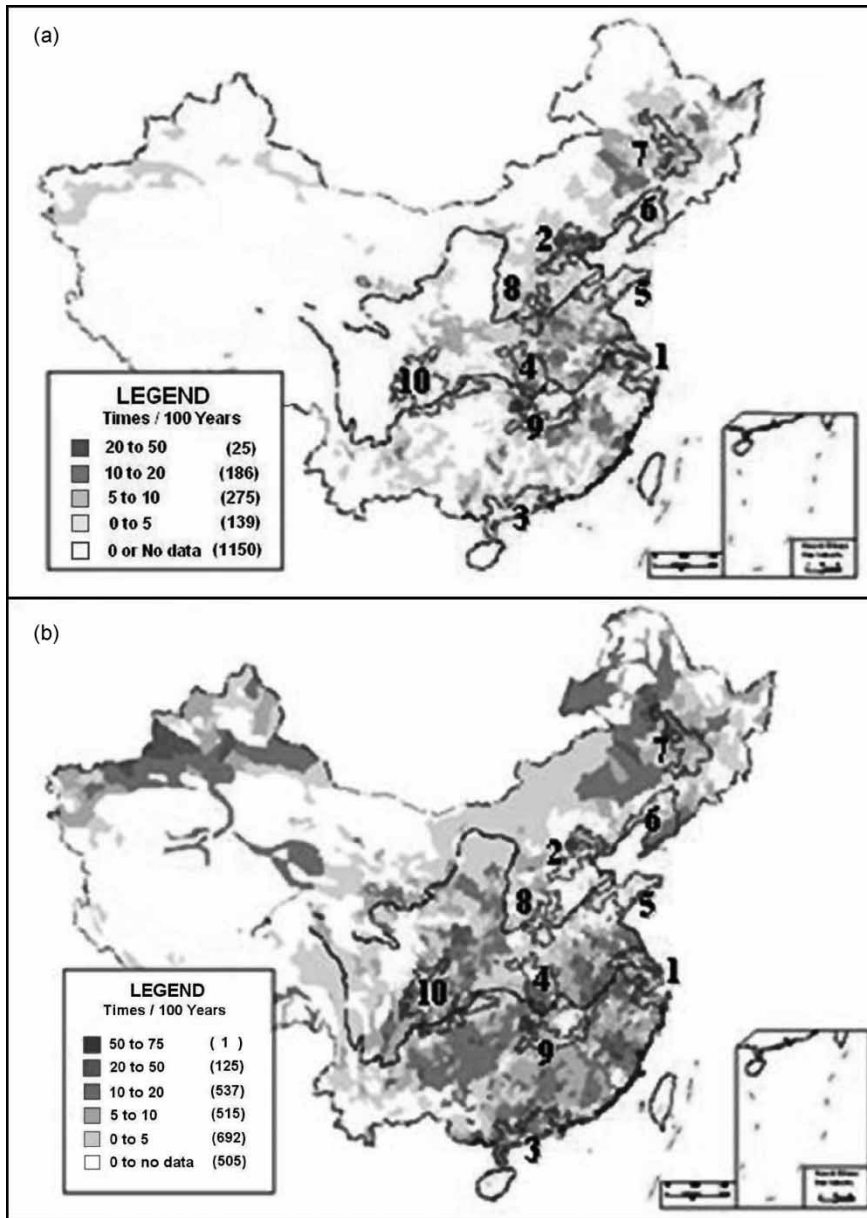 (a)
7
6
2
5
8
1
4
10
9
3
LEGEND
Times / 100 Years
20 to 50 (25)
10 to 20 (186)
5 to 10 (275)
0 to 5 (139)
0 or No data (1150)
(b)
7
6
2
5
8
1
4
10
9
3
LEGEND
Times / 100 Years
50 to 75 ( 1 )
20 to 50 (125)
10 to 20 (537)
5 to 10 (515)
0 to 5 (692)
0 to no data (505)